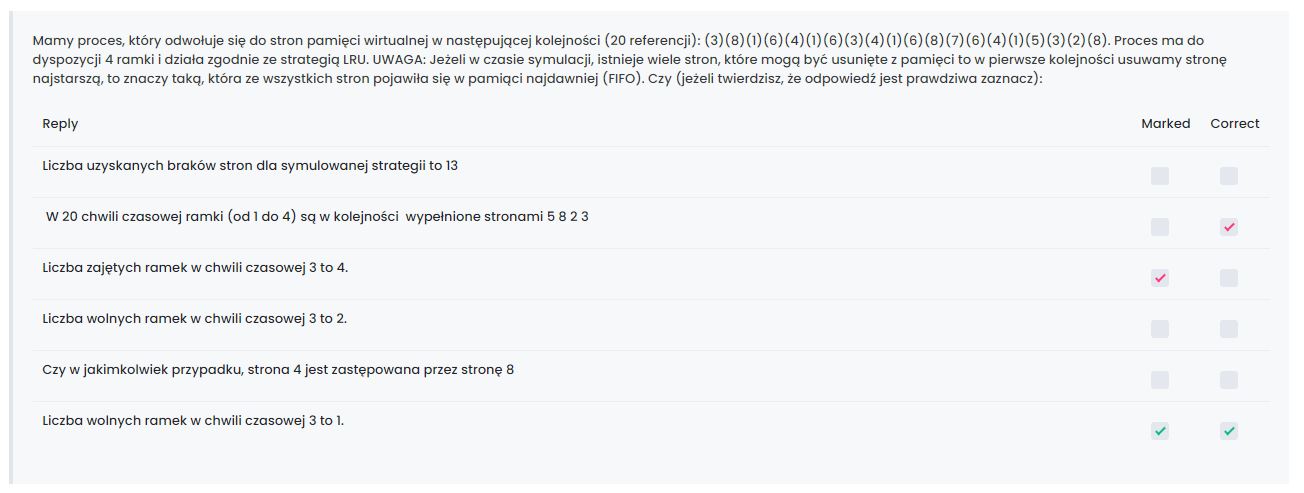 Mamy proces, który odwołuje się do stron pamięci wirtualnej w następującej kolejności (20 referencji): (3)(8)(1)(6)(4)(1)(6)(3)(4)(1)(6)(8)(7)(6)(4)(1)(5)(3)(2)(8). Proces ma do
dyspozycji 4 ramki i działa zgodnie ze strategią LRU. UWAGA: Jeżeli w czasie symulacji, istnieje wiele stron, które mogą być usunięte z pamięci to w pierwsze kolejności usuwamy stronę
najstarszą, to znaczy taką, która ze wszystkich stron pojawiła się w pamiąci najdawniej (FIFO). Czy (jeżeli twierdzisz, że odpowiedź jest prawdziwa zaznacz):
Reply Marked Correct
Liczba uzyskanych braków stron dla symulowanej strategii to 13
W 20 chwili czasowej ramki (od 1 do 4) są w kolejności wypełnione stronami 5 8 2 3
Liczba zajętych ramek w chwili czasowej 3 to 4.
Liczba wolnych ramek w chwili czasowej 3 to 2.
Czy w jakimkolwiek przypadku, strona 4 jest zastępowana przez stronę 8
Liczba wolnych ramek w chwili czasowej 3 to 1.